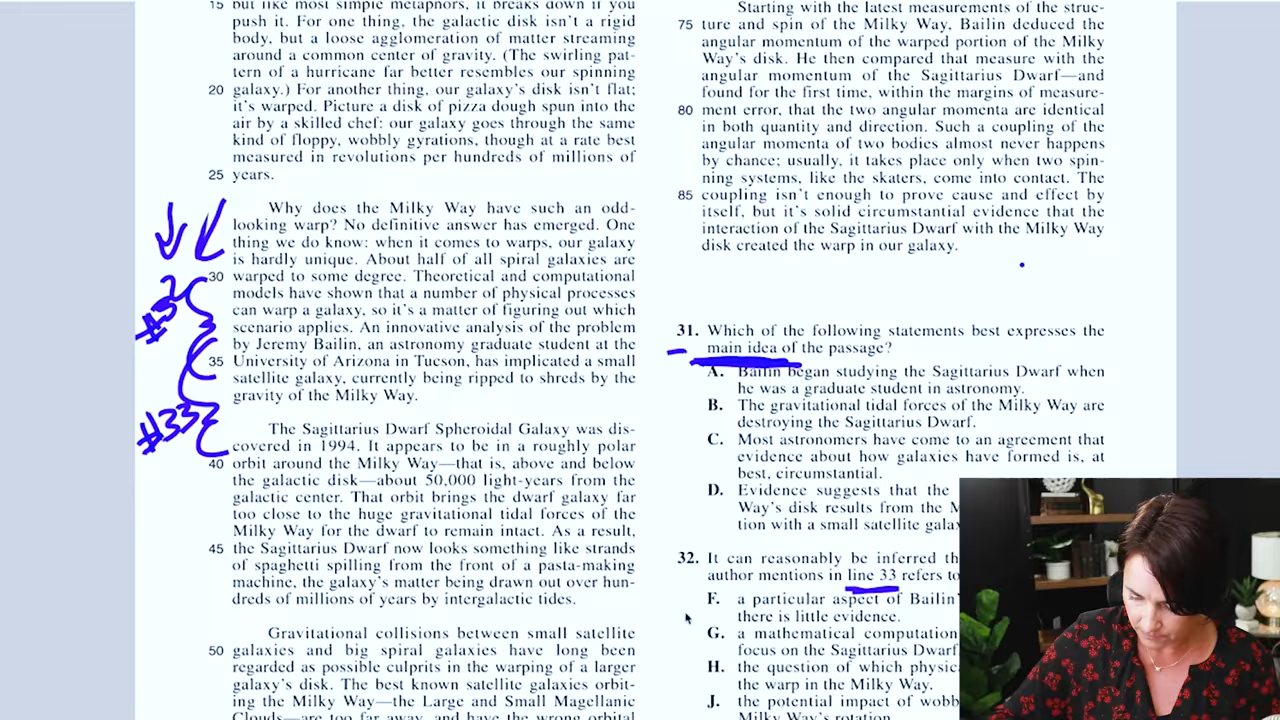 15 but like most simple metaphors, it breaks down if you
push it. For one thing, the galactic disk isn't a rigid
body, but a loose agglomeration of matter streaming
around a common center of gravity. (The swirling pat-
tern of a hurricane far better resembles our spinning
20 galaxy.) For another thing, our galaxy's disk isn't flat;
it's warped. Picture a disk of pizza dough spun into the
air by a skilled chef: our galaxy goes through the same
kind of floppy, wobbly gyrations, though at a rate best
measured in revolutions per hundreds of millions of
25 years.
Why does the Milky Way have such an odd-
looking warp? No definitive answer has emerged. One
thing we do know: when it comes to warps, our galaxy
is hardly unique. About half of all spiral galaxies are
30 warped to some degree. Theoretical and computational
models have shown that a number of physical processes
can warp a galaxy, so it's a matter of figuring out which
scenario applies. An innovative analysis of the problem
by Jeremy Bailin, an astronomy graduate student at the
35 University of Arizona in Tucson, has implicated a small
satellite galaxy, currently being ripped to shreds by the
gravity of the Milky Way.
#32
#33
The Sagittarius Dwarf Spheroidal Galaxy was dis-
covered in 1994. It appears to be in a roughly polar
40 orbit around the Milky Way—that is, above and below
the galactic disk—about 50,000 light-years from the
galactic center. That orbit brings the dwarf galaxy far
too close to the huge gravitational tidal forces of the
Milky Way for the dwarf to remain intact. As a result,
45 the Sagittarius Dwarf now looks something like strands
of spaghetti spilling from the front of a pasta-making
machine, the galaxy's matter being drawn out over hun-
dreds of millions of years by intergalactic tides.
Gravitational collisions between small satellite
50 galaxies and big spiral galaxies have long been
regarded as possible culprits in the warping of a larger
galaxy's disk. The best known satellite galaxies orbit-
ing the Milky Way—the Large and Small Magellanic
Clouds—are too far away, and have the wrong orbital
Starting with the latest measurements of the struc-
75 ture and spin of the Milky Way, Bailin deduced the
angular momentum of the warped portion of the Milky
Way's disk. He then compared that measure with the
angular momentum of the Sagittarius Dwarf—and
found for the first time, within the margins of measure-
80 ment error, that the two angular momenta are identical
in both quantity and direction. Such a coupling of the
angular momenta of two bodies almost never happens
by chance; usually, it takes place only when two spin-
ning systems, like the skaters, come into contact. The
85 coupling isn't enough to prove cause and effect by
itself, but it's solid circumstantial evidence that the
interaction of the Sagittarius Dwarf with the Milky Way
disk created the warp in our galaxy.
31. Which of the following statements best expresses the
main idea of the passage?
A. Bailin began studying the Sagittarius Dwarf when
he was a graduate student in astronomy.
B. The gravitational tidal forces of the Milky Way are
destroying the Sagittarius Dwarf.
C. Most astronomers have come to an agreement that
evidence about how galaxies have formed is, at
best, circumstantial.
D. Evidence suggests that the
Way's disk results from the M
tion with a small satellite gala
32. It can reasonably be inferred th
author mentions in line 33 refers to
F. a particular aspect of Bailin'
there is little evidence.
G. a mathematical computation
focus on the Sagittarius Dwarf
H. the question of which physic
the warp in the Milky Way.
J. the potential impact of wobb
Milky Way's rotation